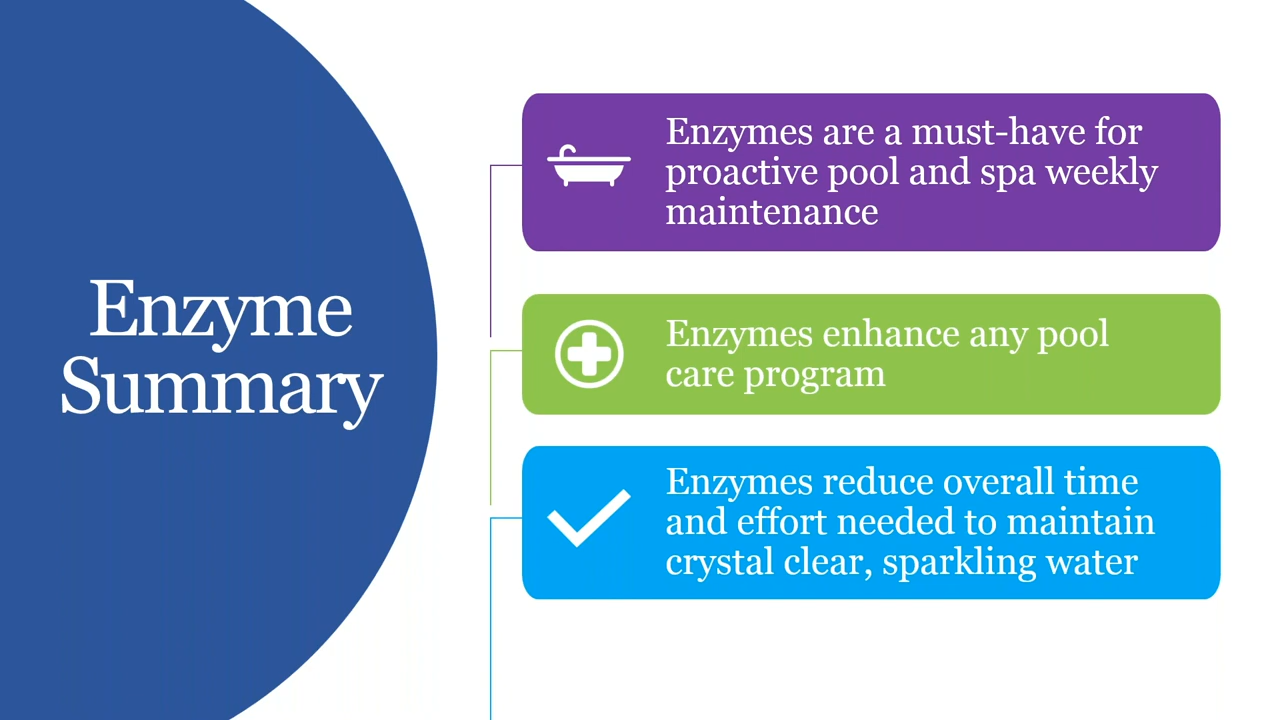 Enzyme
Summary
Enzymes are a must-have for
proactive pool and spa weekly
maintenance
Enzymes enhance any pool
care program
Enzymes reduce overall time
and effort needed to maintain
crystal clear, sparkling water